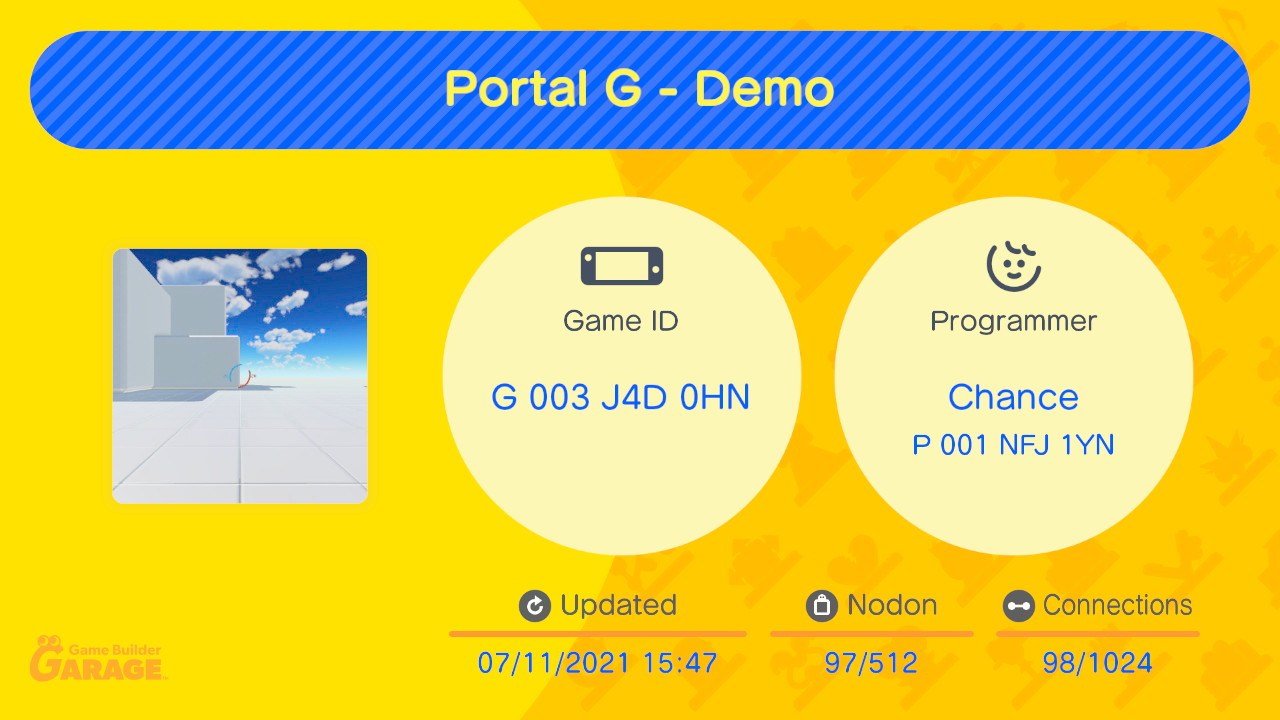 Portal G - Demo
Game ID
G 003 J4D 0HN
Programmer
Chance
P 001 NFJ 1YN
Updated
07/11/2021 15:47
Nodon
97/512
Connections
98/1024
Game Builder
GARAGE™